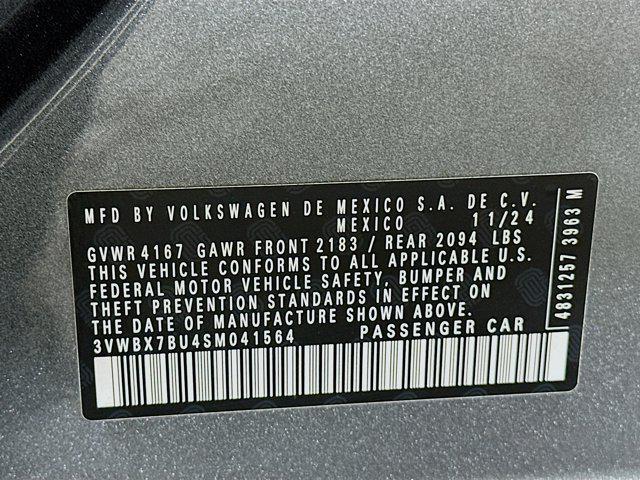 MFD BY VOLKSWAGEN DE MEXICO S.A. DE C.V.
MEXICO 11/24
GVWR 4167 GAWR FRONT 2183 / REAR 2094 LBS
THIS VEHICLE CONFORMS TO ALL APPLICABLE U.S.
FEDERAL MOTOR VEHICLE SAFETY, BUMPER AND
THEFT PREVENTION STANDARDS IN EFFECT ON
THE DATE OF MANUFACTURE SHOWN ABOVE.
3VWBX7BU4SM041564 PASSENGER CAR
4831257 3963 M